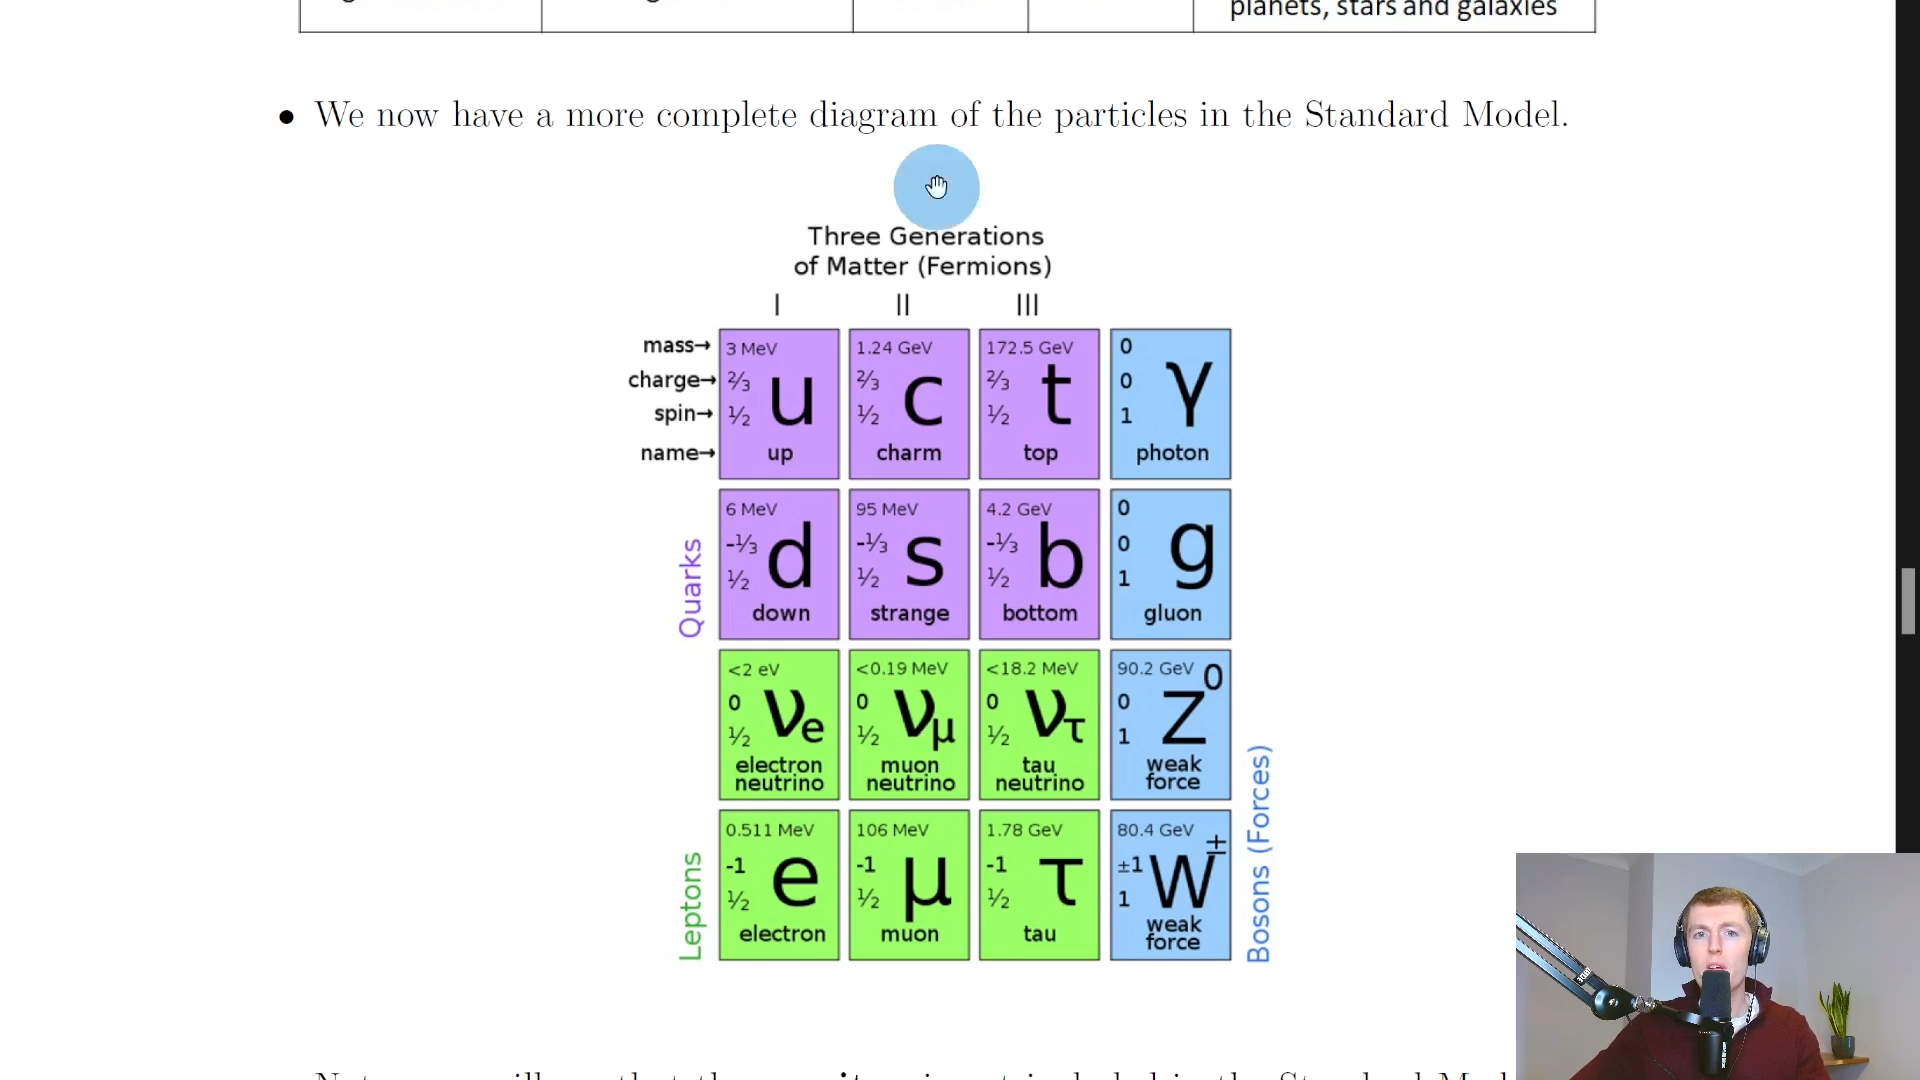 planets, stars and galaxies
• We now have a more complete diagram of the particles in the Standard Model.
Three Generations
of Matter (Fermions)
I II III
mass→ 3 MeV 1.24 GeV 172.5 GeV 0
charge→ ⅔ ⅔ ⅔ 0
spin→ ½ ½ ½ 1
u c t γ
name→ up charm top photon
Quarks
6 MeV 95 MeV 4.2 GeV 0
-⅓ -⅓ -⅓ 0
½ ½ ½ 1
d s b g
down strange bottom gluon
<2 eV <0.19 MeV <18.2 MeV 90.2 GeV
0 0 0 0
½ ½ ½ 1
νe νμ ντ Z0
electron muon tau weak
neutrino neutrino neutrino force
Leptons
0.511 MeV 106 MeV 1.78 GeV 80.4 GeV
-1 -1 -1 ±1
½ ½ ½ 1
e μ τ W±
electron muon tau weak
force
Bosons (Forces)